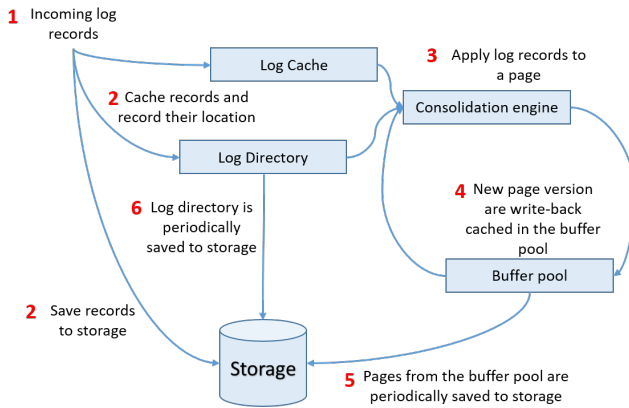 1 Incoming log
records
Log Cache
3 Apply log records to
a page
2 Cache records and
record their location
Consolidation engine
Log Directory
6 Log directory is
periodically
saved to storage
4 New page version
are write-back
cached in the buffer
pool
Buffer pool
2 Save records
to storage
Storage
5 Pages from the buffer pool are
periodically saved to storage